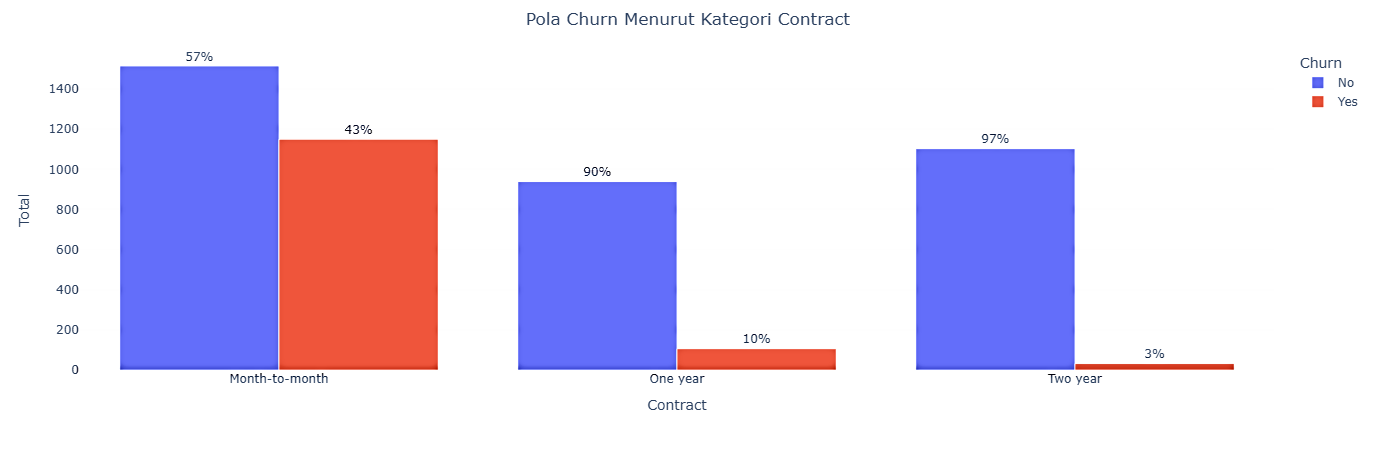 Pola Churn Menurut Kategori Contract
Churn
No
Yes
Total
1400
1200
1000
800
600
400
200
0
57%
43%
90%
10%
97%
3%
Month-to-month
One year
Two year
Contract